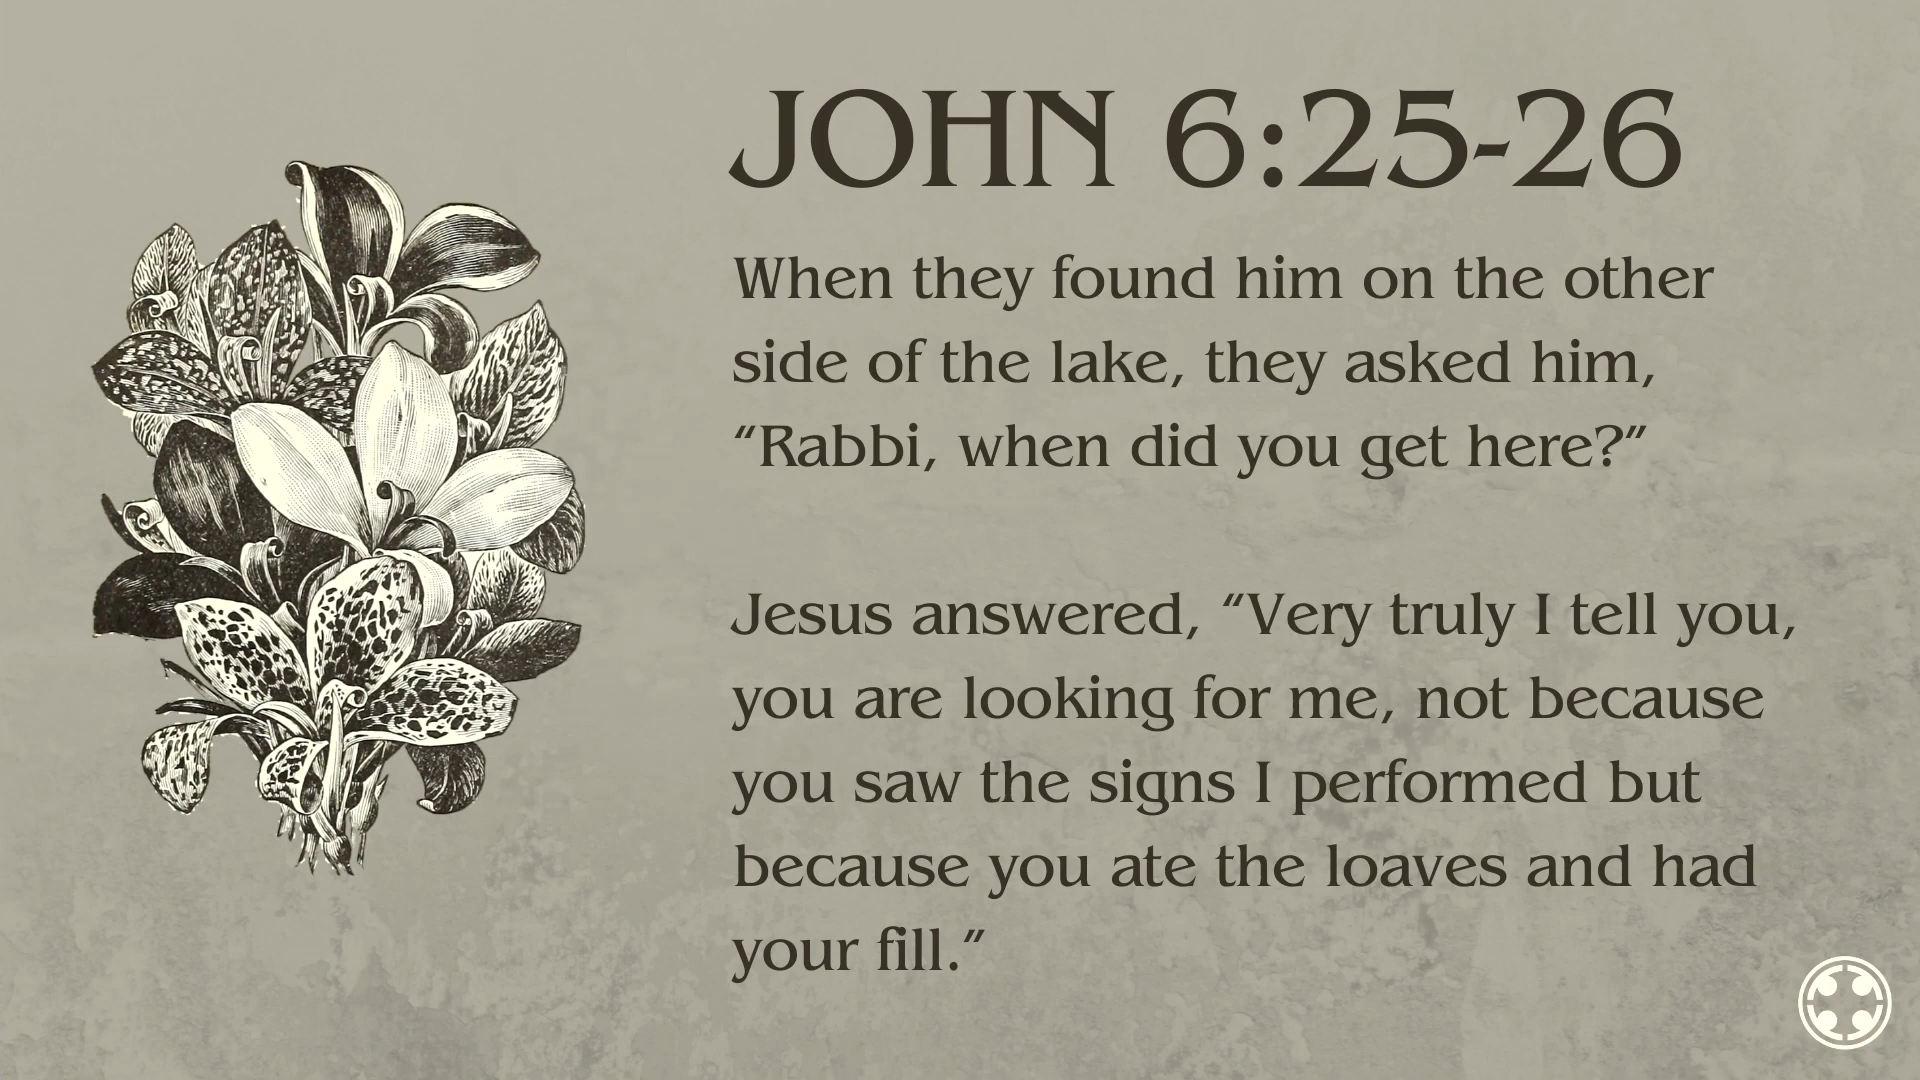 JOHN 6:25-26
When they found him on the other
side of the lake, they asked him,
“Rabbi, when did you get here?”
Jesus answered, “Very truly I tell you,
you are looking for me, not because
you saw the signs I performed but
because you ate the loaves and had
your fill.”